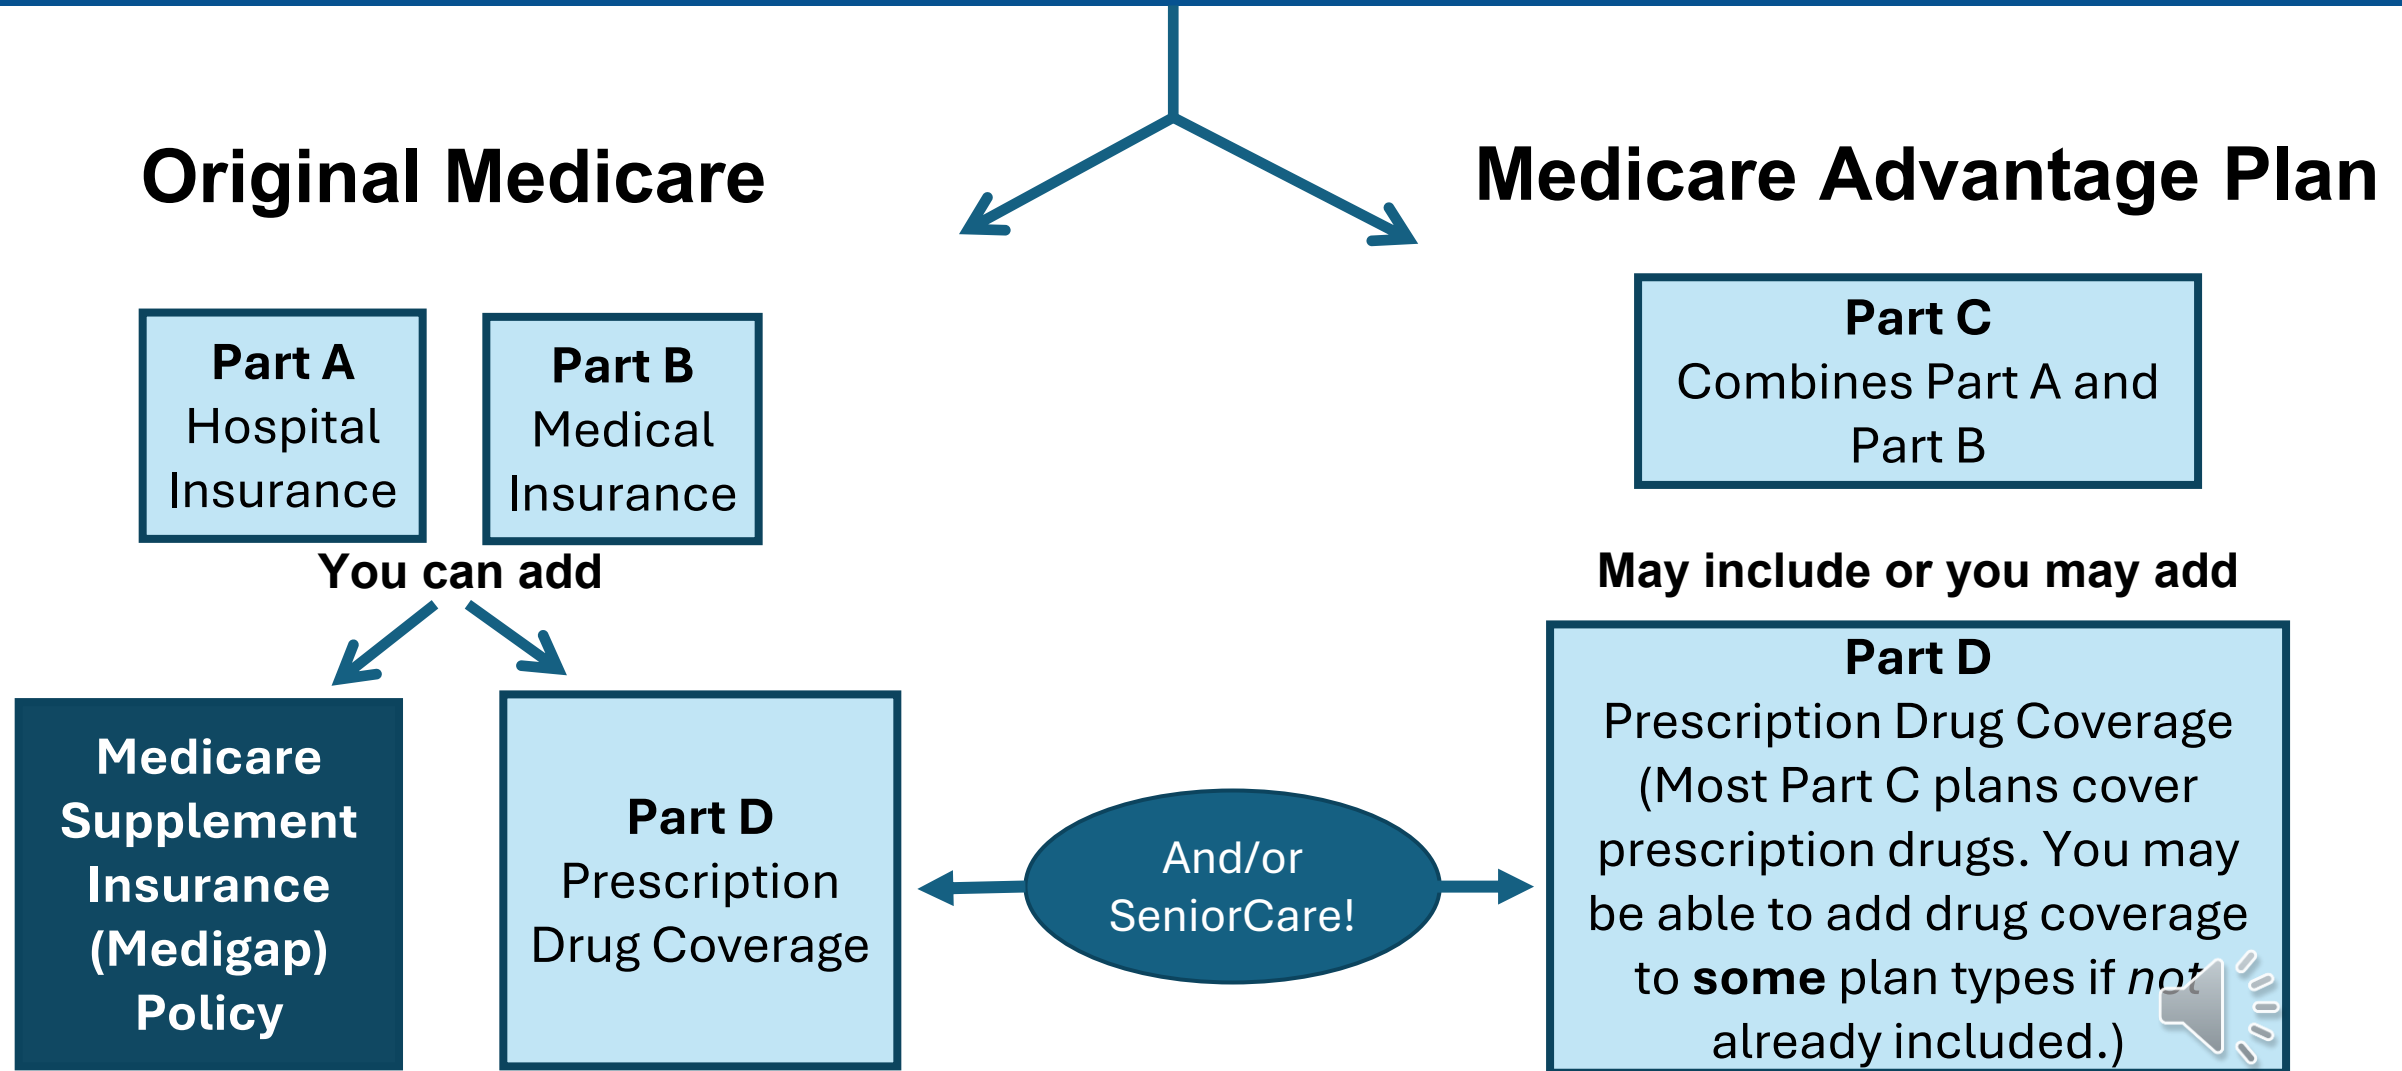 Original Medicare
Medicare Advantage Plan
Part A
Hospital
Insurance
Part B
Medical
Insurance
Part C
Combines Part A and
Part B
You can add
May include or you may add
Medicare
Supplement
Insurance
(Medigap)
Policy
Part D
Prescription
Drug Coverage
And/or
SeniorCare!
Part D
Prescription Drug Coverage
(Most Part C plans cover
prescription drugs. You may
be able to add drug coverage
to some plan types if not
already included.)